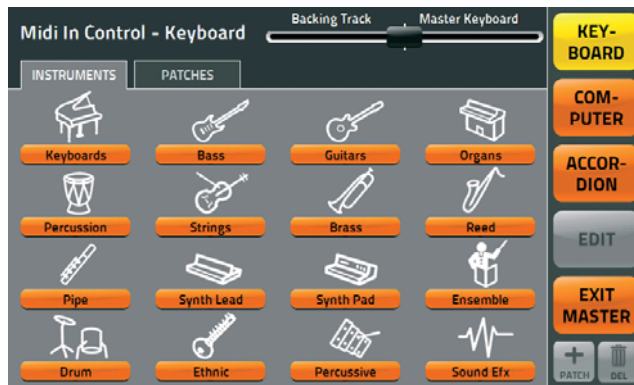 Midi In Control - Keyboard
Backing Track
Master Keyboard
INSTRUMENTS
PATCHES
Keyboards
Bass
Guitars
Organs
Percussion
Strings
Brass
Reed
Pipe
Synth Lead
Synth Pad
Ensemble
Drum
Ethnic
Percussive
Sound Efx
KEY-
BOARD
COM-
PUTER
ACCOR-
DION
EDIT
EXIT
MASTER
PATCH
DEL